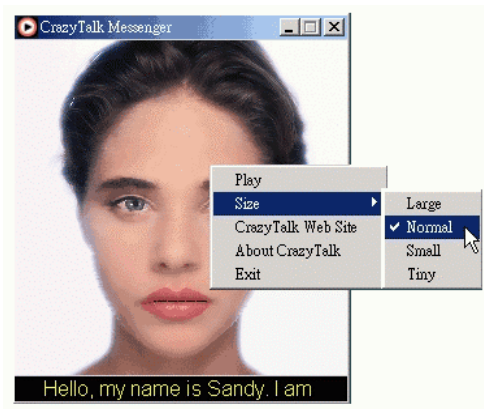 CrazyTalk Messenger
Play
Size
CrazyTalk Web Site
About CrazyTalk
Exit
Large
Normal
Small
Tiny
Hello, my name is Sandy. I am